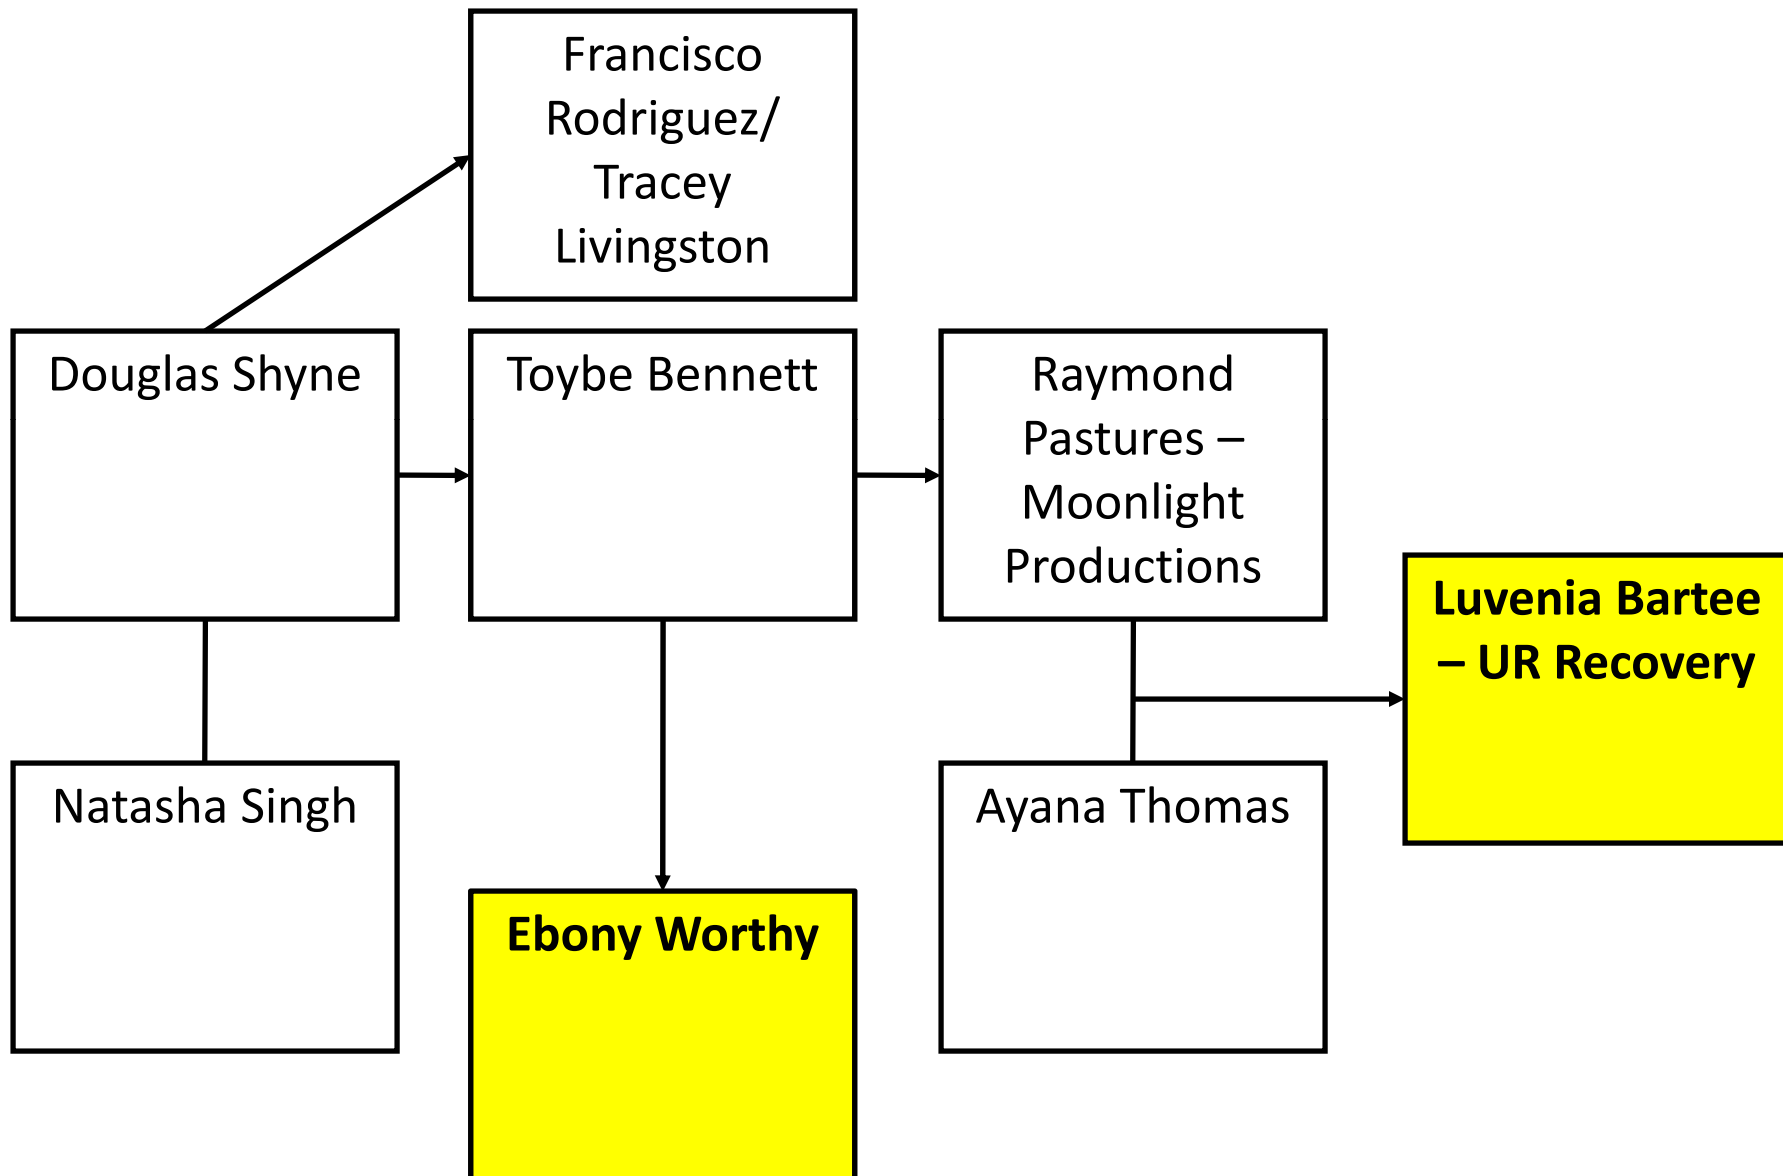 Francisco
Rodriguez/
Tracey
Livingston
Douglas Shyne
Toybe Bennett
Raymond
Pastures –
Moonlight
Productions
Luvenia Bartee
– UR Recovery
Natasha Singh
Ayana Thomas
Ebony Worthy